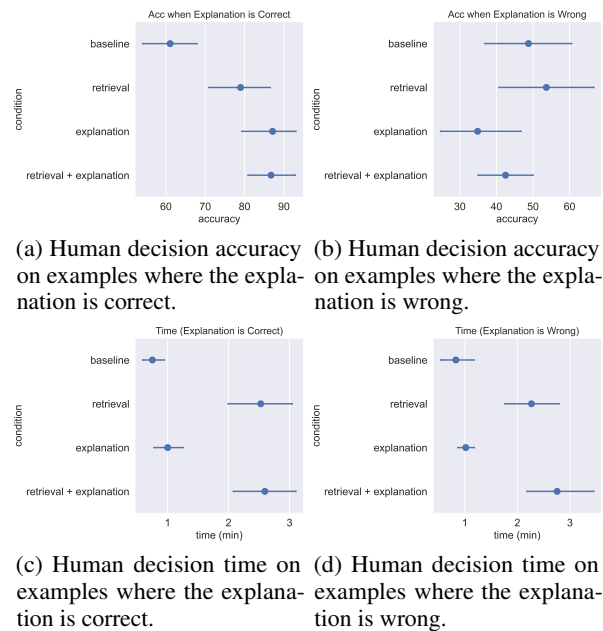 Acc when Explanation is Correct
baseline
retrieval
explanation
retrieval + explanation
condition
60 70 80 90
accuracy
Acc when Explanation is Wrong
baseline
retrieval
explanation
retrieval + explanation
condition
30 40 50 60
accuracy
(a) Human decision accuracy
on examples where the expla-
nation is correct.
(b) Human decision accuracy
on examples where the expla-
nation is wrong.
Time (Explanation is Correct)
baseline
retrieval
explanation
retrieval + explanation
condition
1 2 3
time (min)
Time (Explanation is Wrong)
baseline
retrieval
explanation
retrieval + explanation
condition
1 2 3
time (min)
(c) Human decision time on
examples where the explana-
tion is correct.
(d) Human decision time on
examples where the explana-
tion is wrong.